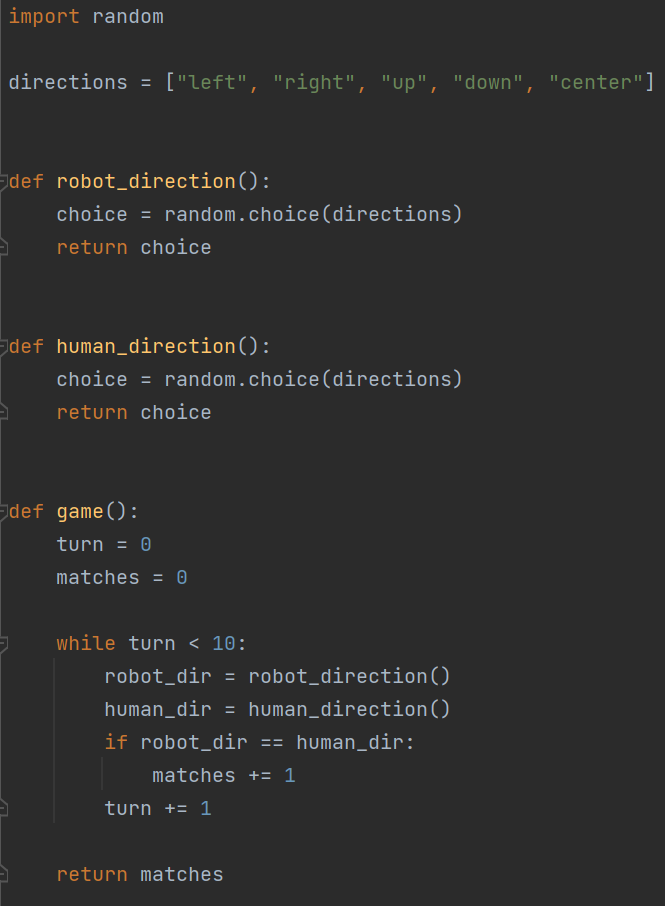 import random
directions = ["left", "right", "up", "down", "center"]
def robot_direction():
    choice = random.choice(directions)
    return choice
def human_direction():
    choice = random.choice(directions)
    return choice
def game():
    turn = 0
    matches = 0
    while turn < 10:
        robot_dir = robot_direction()
        human_dir = human_direction()
        if robot_dir == human_dir:
            matches += 1
        turn += 1
    return matches